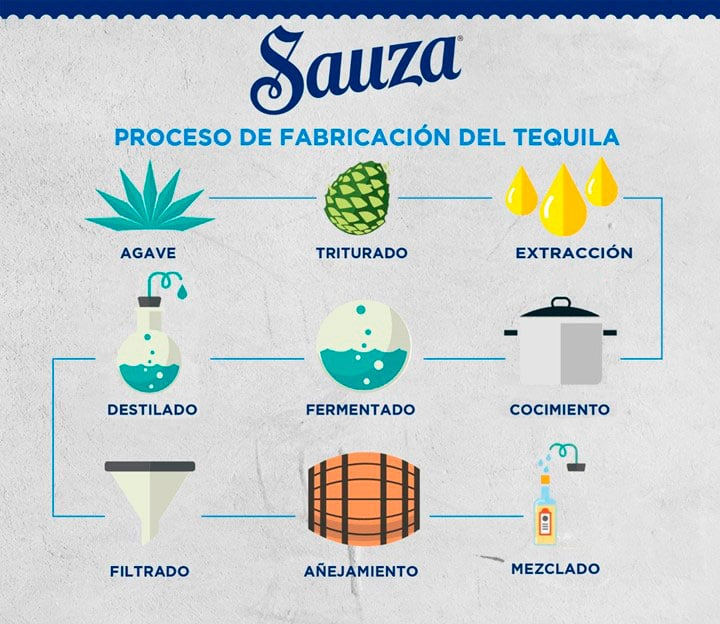 Sauza®
PROCESO DE FABRICACIÓN DEL TEQUILA
AGAVE
TRITURADO
EXTRACCIÓN
DESTILADO
FERMENTADO
COCIMIENTO
FILTRADO
AÑEJAMIENTO
MEZCLADO